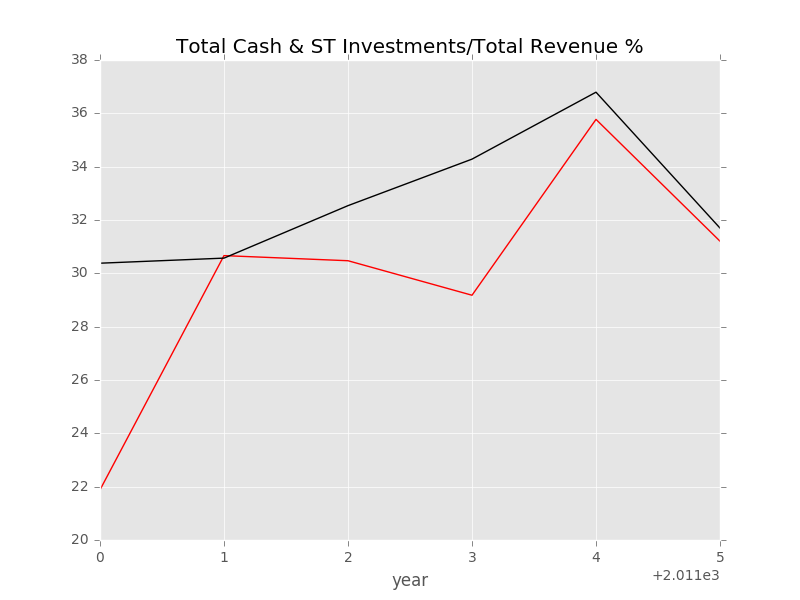 Total Cash & ST Investments/Total Revenue %
38
36
34
32
30
28
26
24
22
20
0 1 2 3 4 5
+2.011e3
year